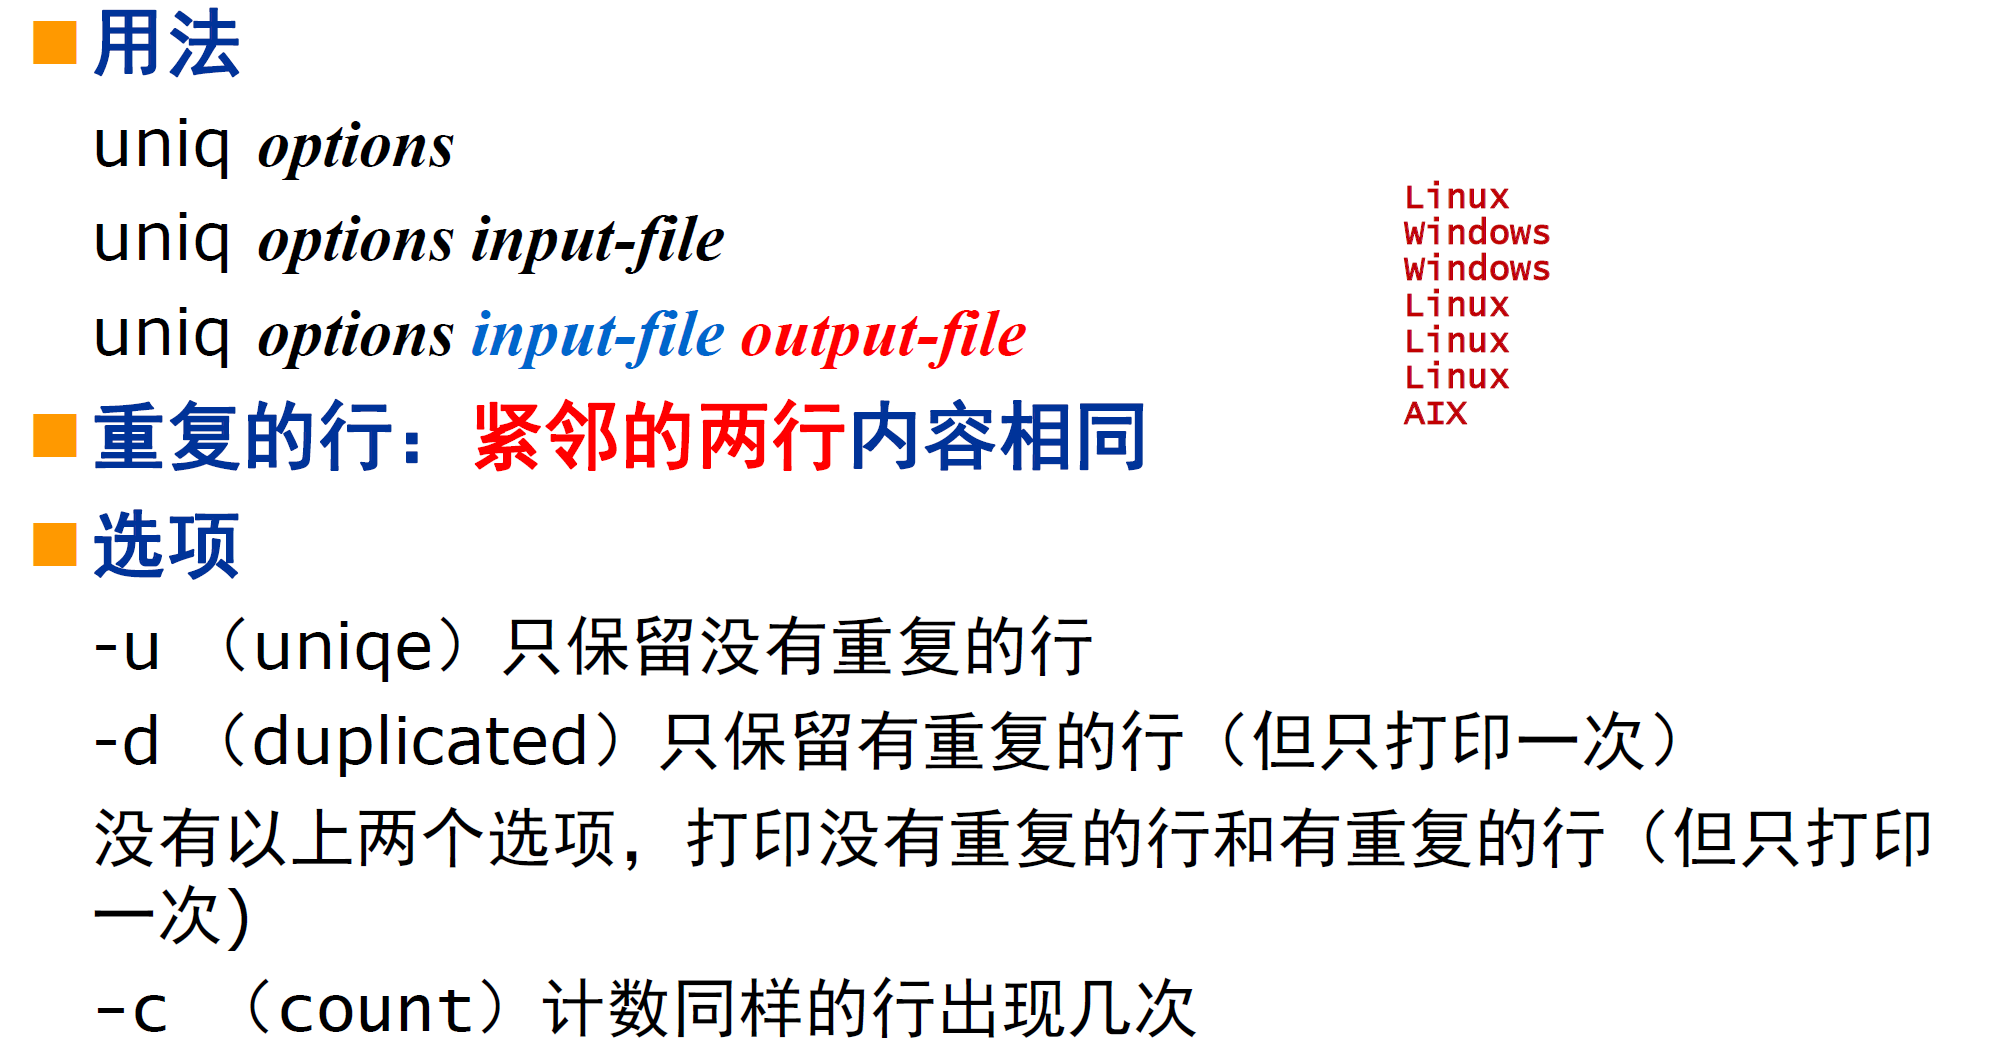 用法
uniq options
uniq options input-file
uniq options input-file output-file
重复的行：紧邻的两行内容相同
选项
-u （uniqe）只保留没有重复的行
-d （duplicated）只保留有重复的行（但只打印一次）
没有以上两个选项，打印没有重复的行和有重复的行（但只打印
一次)
-c （count）计数同样的行出现几次
Linux
Windows
Windows
Linux
Linux
Linux
AIX